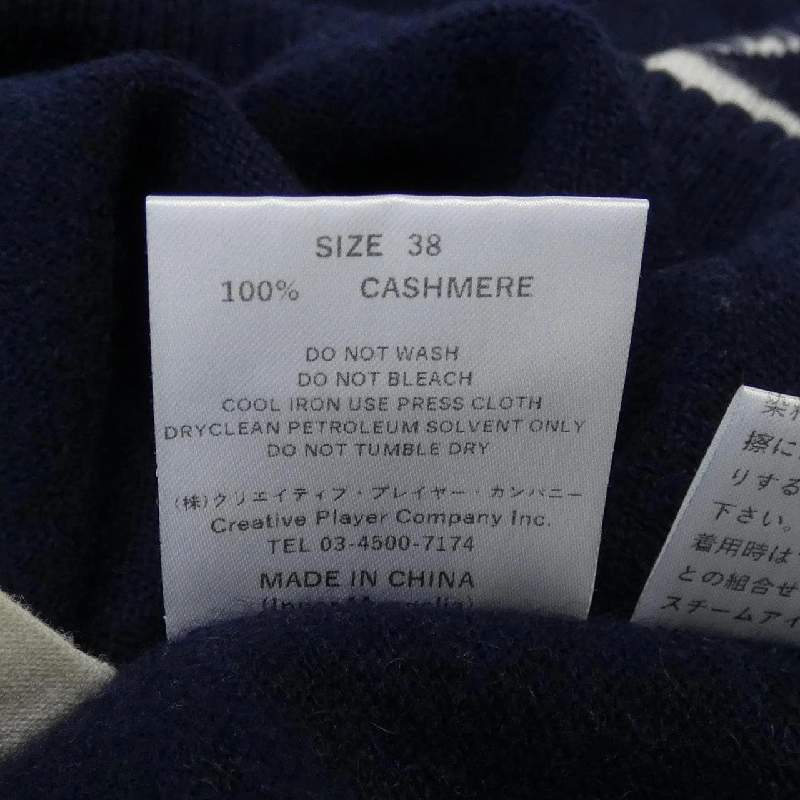 SIZE 38
100% CASHMERE
DO NOT WASH
DO NOT BLEACH
COOL IRON USE PRESS CLOTH
DRYCLEAN PETROLEUM SOLVENT ONLY
DO NOT TUMBLE DRY
(株)クリエイティブ・プレイヤー・カンパニー
Creative Player Company Inc.
TEL 03-4500-7174
MADE IN CHINA
(Inner Mongolia)
擦に
りする
下さい。
着用時は
との組合せ
スチームアイ